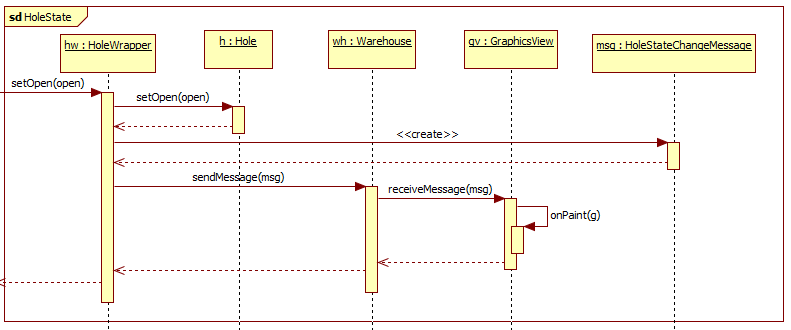 sd HoleState
hw : HoleWrapper
h : Hole
wh : Warehouse
gv : GraphicsView
msg : HoleStateChangeMessage
setOpen(open)
setOpen(open)
<<create>>
sendMessage(msg)
receiveMessage(msg)
onPaint(g)